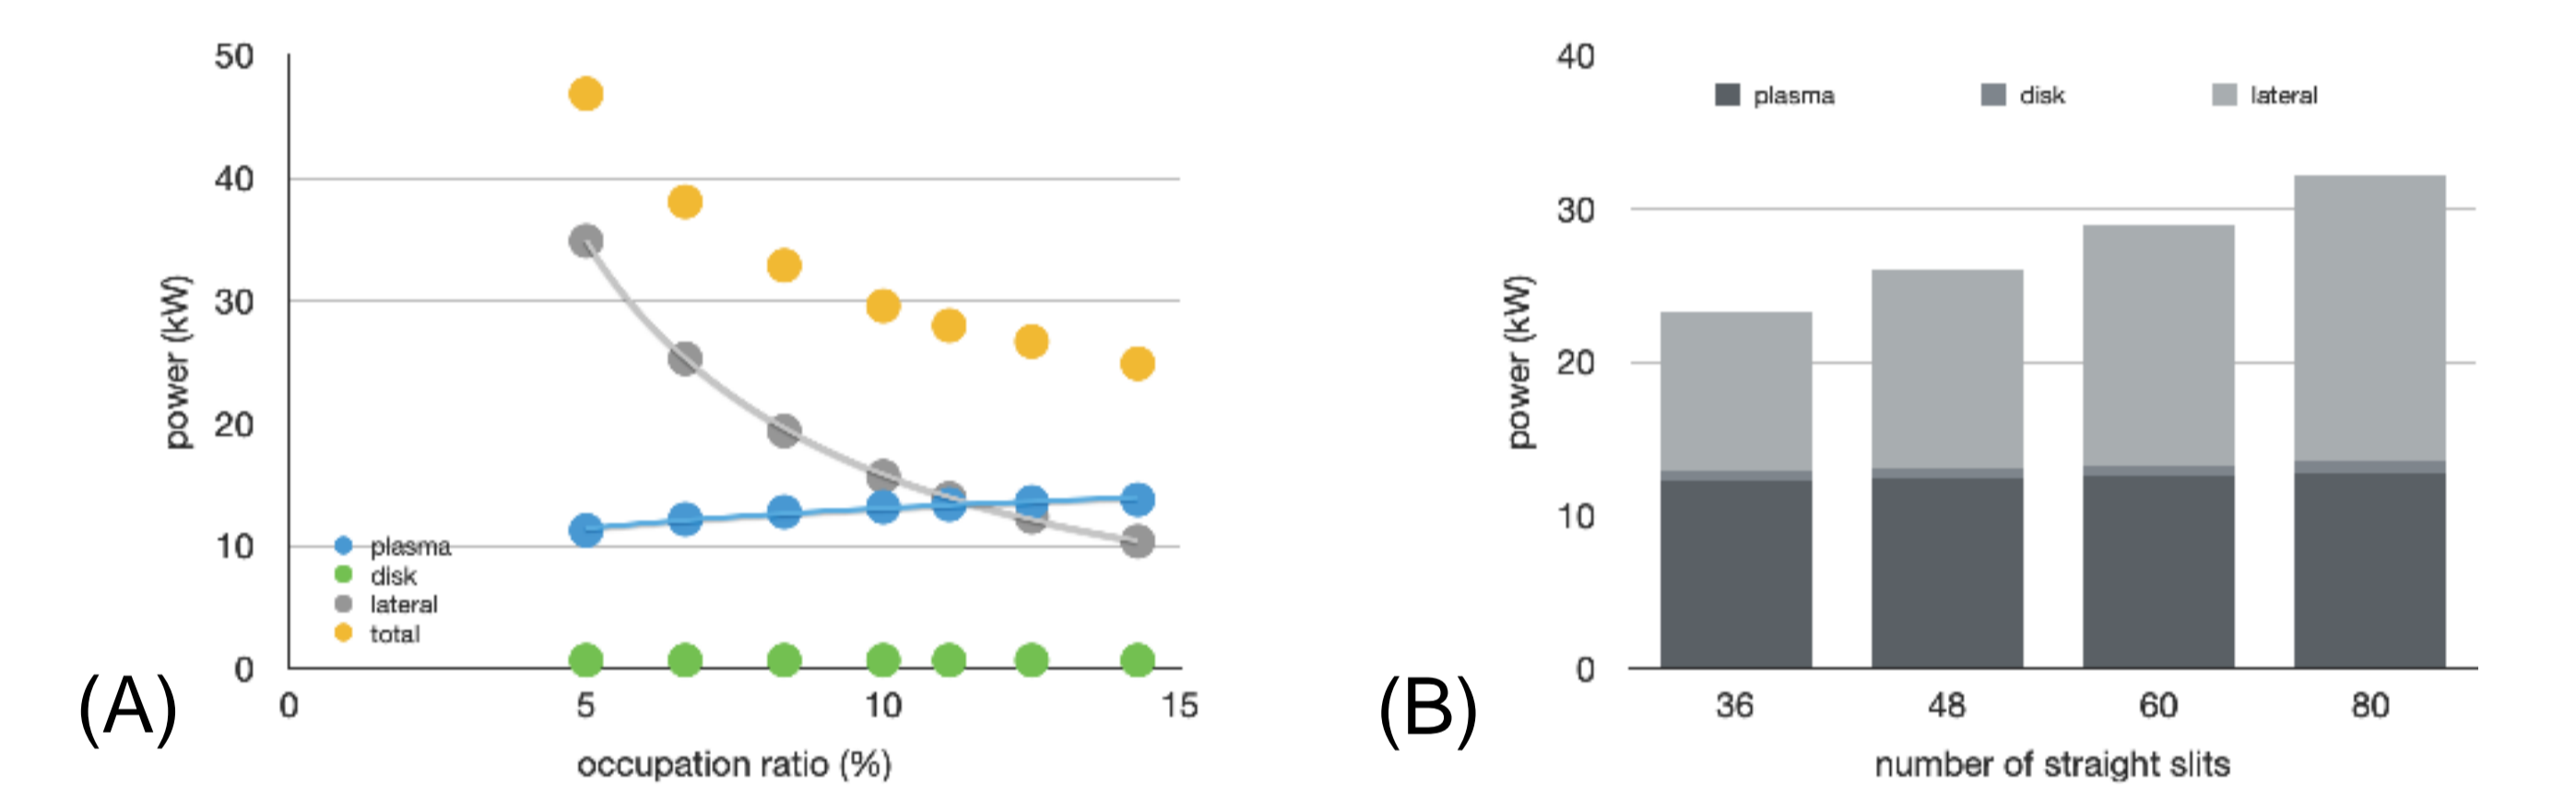 50
40
30
20
10
0
power (kW)
plasma
disk
lateral
total
0 5 10 15
occupation ratio (%)
(A)
40
30
20
10
0
power (kW)
plasma disk lateral
36 48 60 80
number of straight slits
(B)